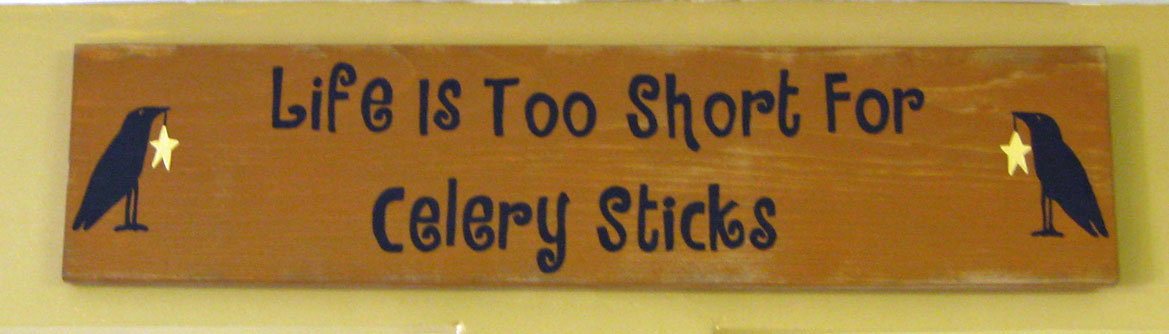 Life Is Too Short For
Celery Sticks